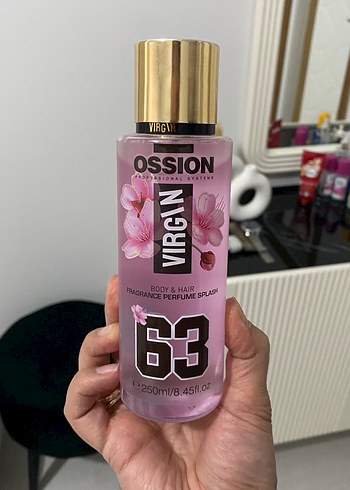 VIRGIN
OSSION
PROFESSIONAL SYSTEMS
VIRGIN
BODY & HAIR
FRAGRANCE PERFUME SPLASH
63
e 250ml/8.45fl.oz